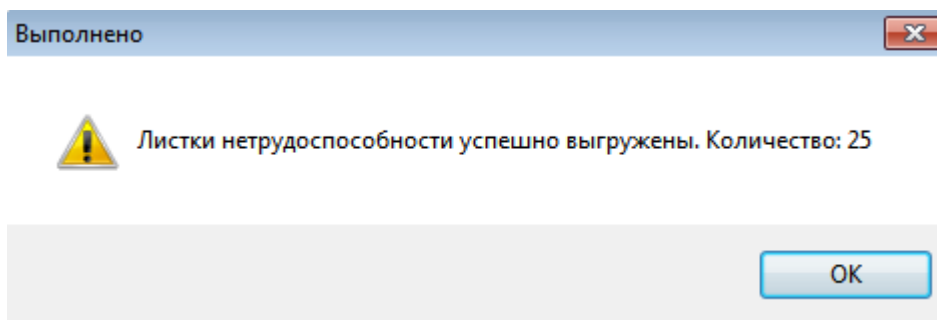 Выполнено
Листки нетрудоспособности успешно выгружены. Количество: 25
OK